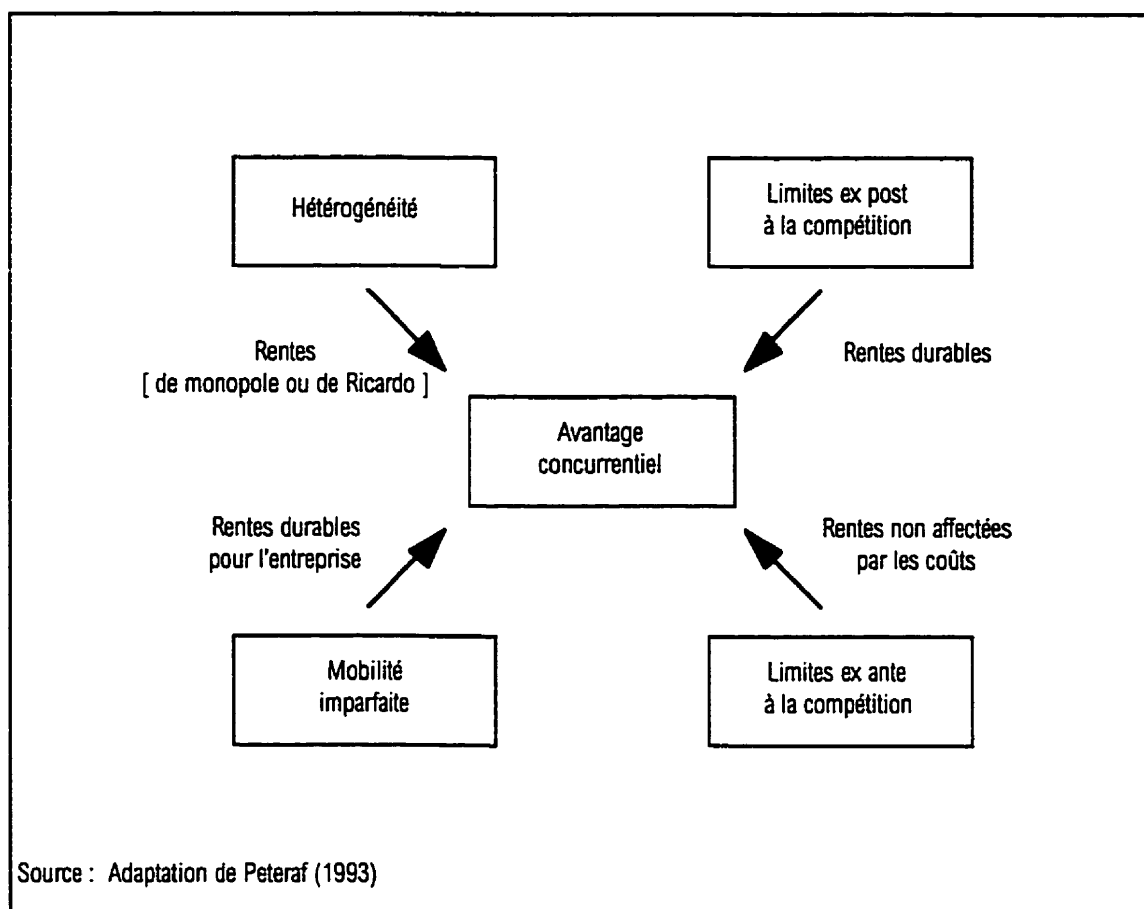 Hétérogénéité
Limites ex post
à la compétition
Rentes
[ de monopole ou de Ricardo ]
Rentes durables
Avantage
concurrentiel
Rentes durables
pour l'entreprise
Rentes non affectées
par les coûts
Mobilité
imparfaite
Limites ex ante
à la compétition
Source : Adaptation de Peteraf (1993)